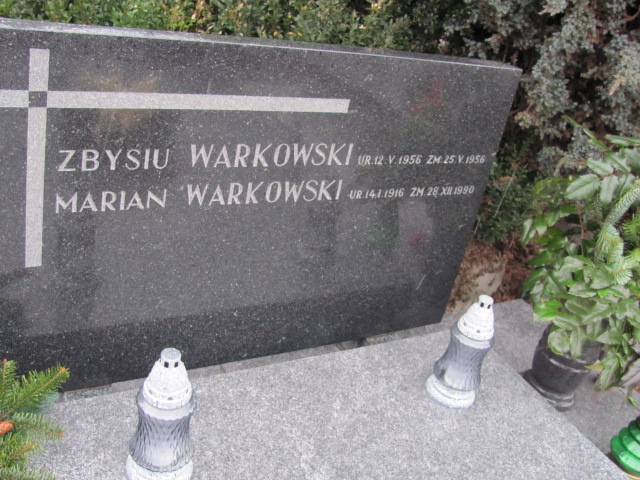 ZBYSIU WARKOWSKI UR.12.V.1956 ZM.25.V.1956
MARIAN WARKOWSKI UR.14.I.1916 ZM.28.XII.1990